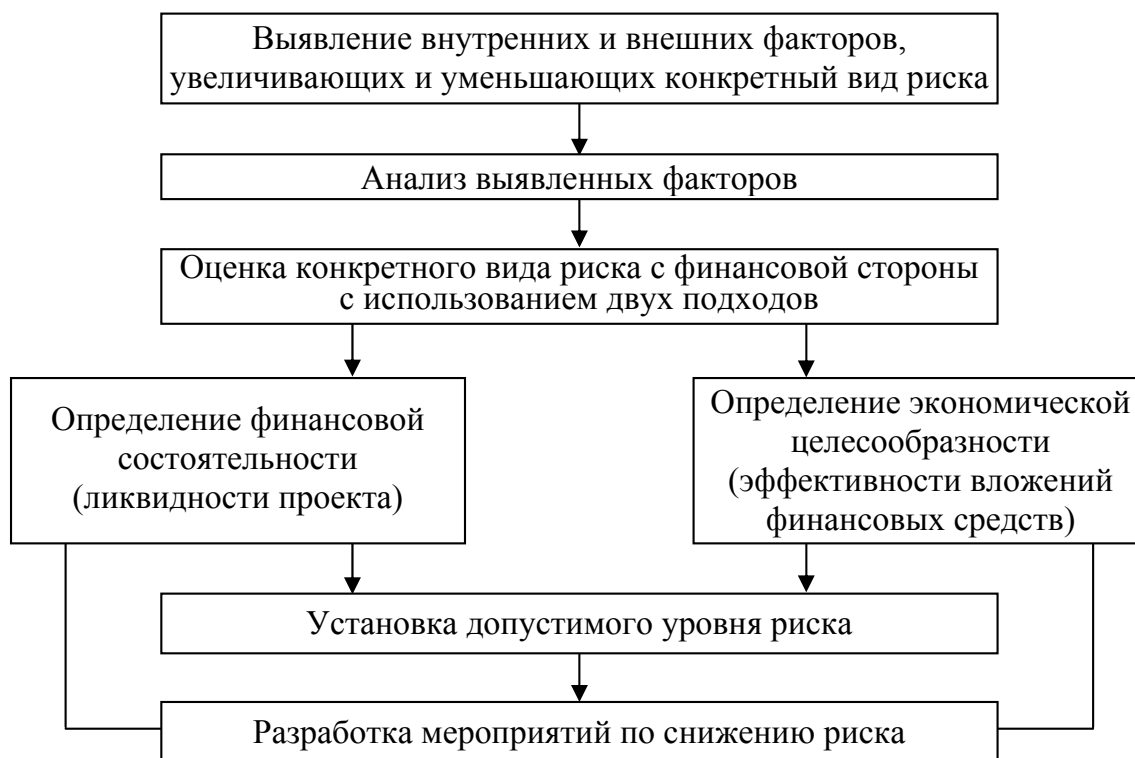 Выявление внутренних и внешних факторов,
увеличивающих и уменьшающих конкретный вид риска
Анализ выявленных факторов
Оценка конкретного вида риска с финансовой стороны
с использованием двух подходов
Определение финансовой
состоятельности
(ликвидности проекта)
Определение экономической
целесообразности
(эффективности вложений
финансовых средств)
Установка допустимого уровня риска
Разработка мероприятий по снижению риска